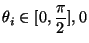 θ_i ∈ [0, π/2], 0